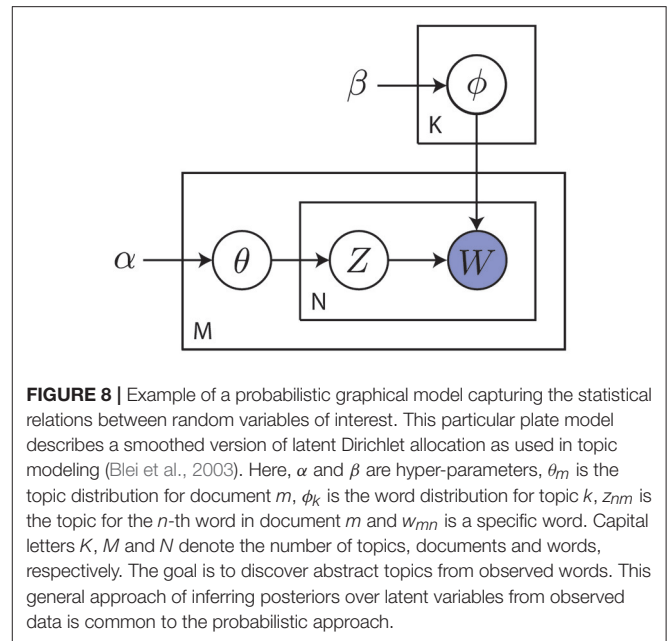 β
ϕ
K
α
θ
Z
W
N
M
FIGURE 8 | Example of a probabilistic graphical model capturing the statistical
relations between random variables of interest. This particular plate model
describes a smoothed version of latent Dirichlet allocation as used in topic
modeling (Blei et al., 2003). Here, α and β are hyper-parameters, θm is the
topic distribution for document m, ϕk is the word distribution for topic k, znm is
the topic for the n-th word in document m and wmn is a specific word. Capital
letters K, M and N denote the number of topics, documents and words,
respectively. The goal is to discover abstract topics from observed words. This
general approach of inferring posteriors over latent variables from observed
data is common to the probabilistic approach.